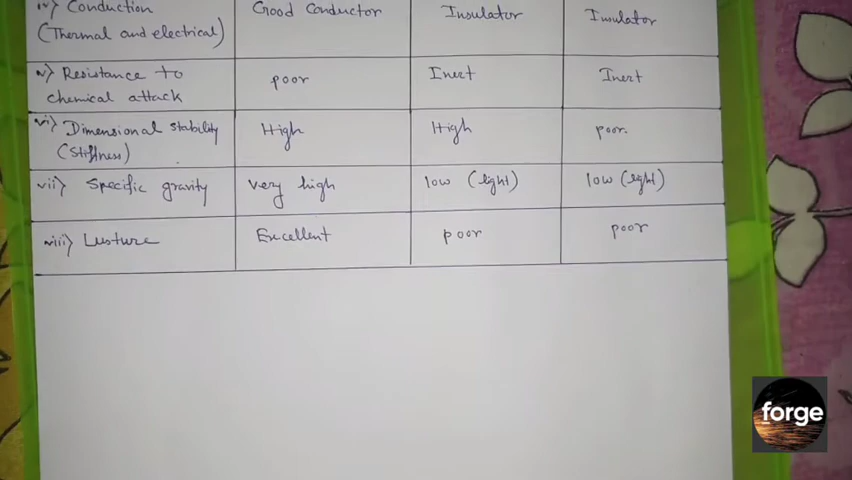 iv) Conduction Good Conductor Insulator Insulator
(Thermal and electrical)
v) Resistance to poor Inert Inert
chemical attack
vi) Dimensional stability High High poor.
(Stiffness)
vii) Specific gravity very high low (light) low (light)
viii) Lusture Excellent poor poor
forge